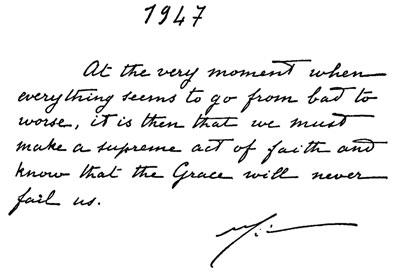 1947
At the very moment when
everything seems to go from bad to
worse, it is then that we must
make a supreme act of faith and
know that the Grace will never
fail us.